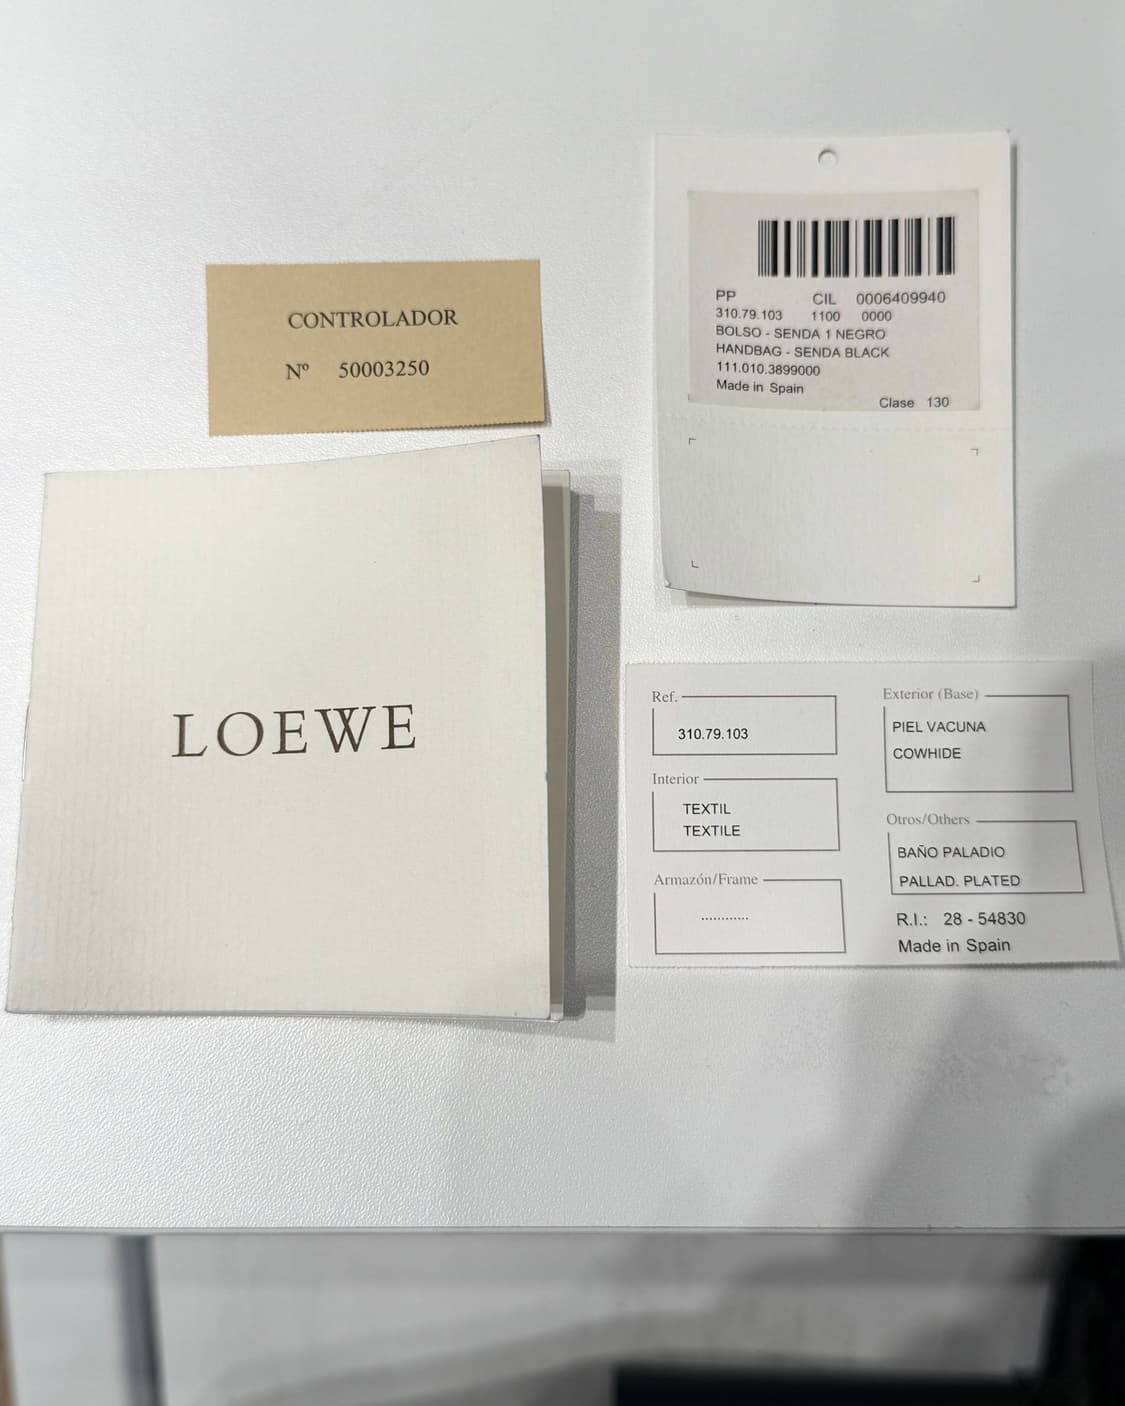 CONTROLADOR
Nº 50003250
LOEWE
PP CIL 0006409940
310.79.103 1100 0000
BOLSO - SENDA 1 NEGRO
HANDBAG - SENDA BLACK
111.010.3899000
Made in Spain
Clase 130
Ref.
310.79.103
Interior
TEXTIL
TEXTILE
Armazón/Frame
............
Exterior (Base)
PIEL VACUNA
COWHIDE
Otros/Others
BAÑO PALADIO
PALLAD. PLATED
R.I.: 28 - 54830
Made in Spain